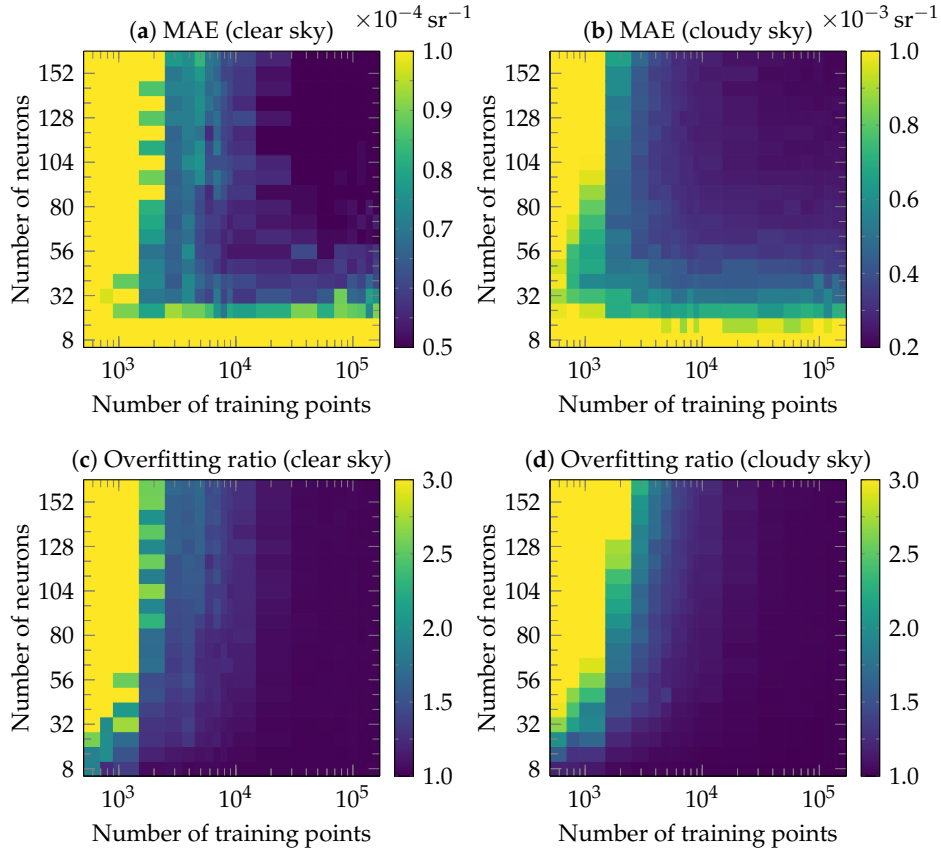 (a) MAE (clear sky)
×10⁻⁴ sr⁻¹
152
128
104
80
56
32
8
Number of neurons
10³ 10⁴ 10⁵
Number of training points
1.0
0.9
0.8
0.7
0.6
0.5
(b) MAE (cloudy sky)
×10⁻³ sr⁻¹
152
128
104
80
56
32
8
Number of neurons
10³ 10⁴ 10⁵
Number of training points
1.0
0.8
0.6
0.4
0.2
(c) Overfitting ratio (clear sky)
152
128
104
80
56
32
8
Number of neurons
10³ 10⁴ 10⁵
Number of training points
3.0
2.5
2.0
1.5
1.0
(d) Overfitting ratio (cloudy sky)
152
128
104
80
56
32
8
Number of neurons
10³ 10⁴ 10⁵
Number of training points
3.0
2.5
2.0
1.5
1.0